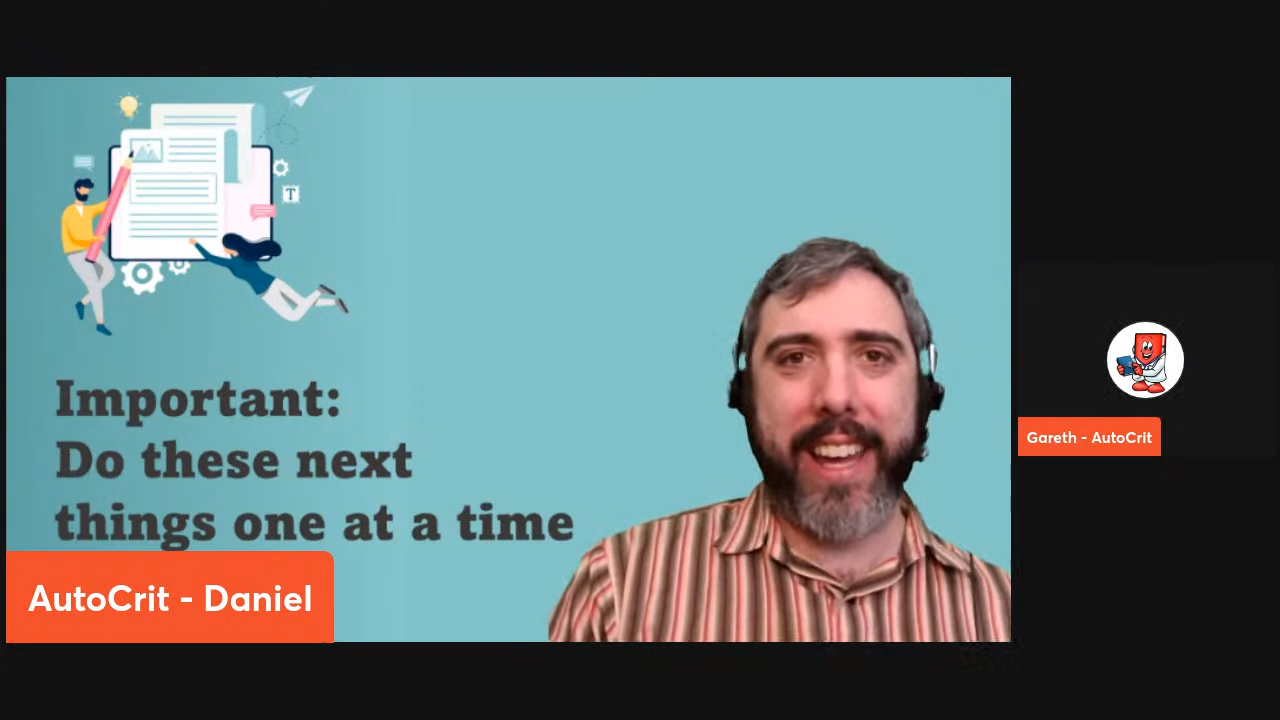 T
Important:
Do these next
things one at a time
AutoCrit - Daniel
Gareth - AutoCrit